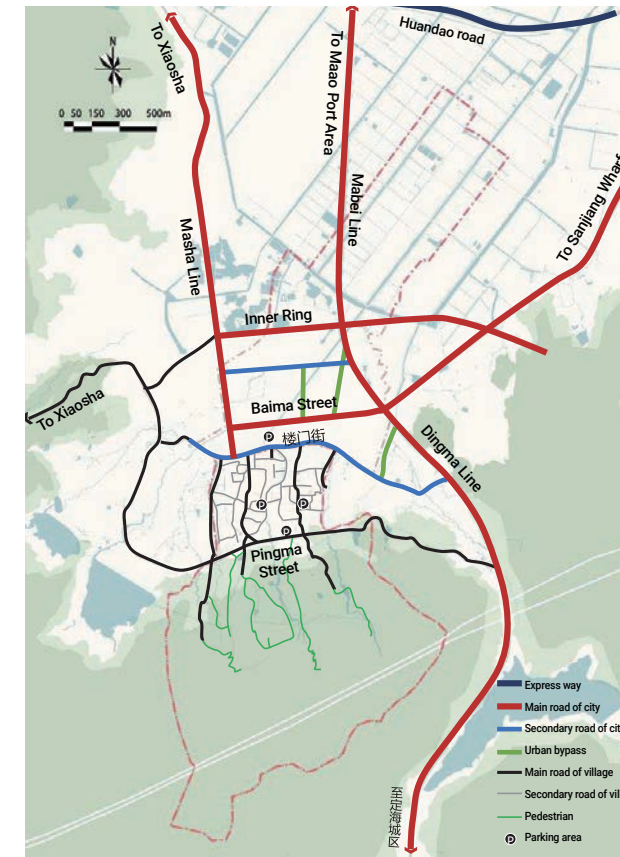 Huandao road
To Xiaosha
To Maao Port Area
N
0 50 150 300 500m
To Sanjiang Wharf
Mabei Line
Masha Line
Inner Ring
To Xiaosha
Baima Street
P
楼门街
Dingma Line
P
P
P
Pingma
Street
Express way
Main road of city
Secondary road of cit
Urban bypass
Main road of village
Secondary road of vil
Pedestrian
P Parking area
至定海城区